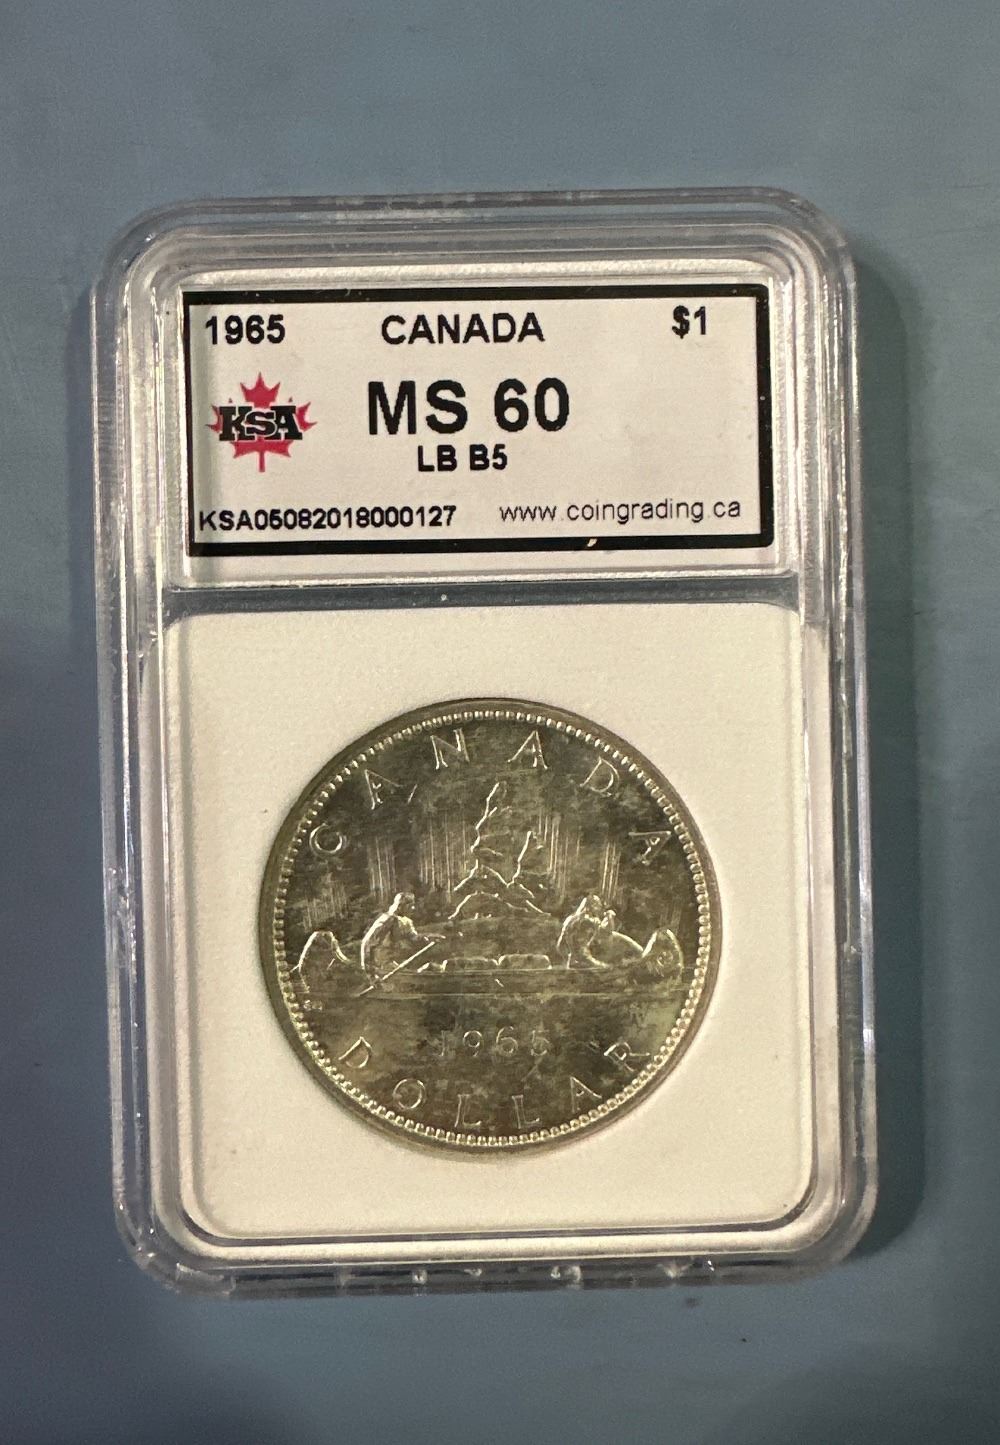 1965 CANADA $1
KSA MS 60
LB B5
KSA05082018000127 www.coingrading.ca
CANADA
1965
DOLLAR